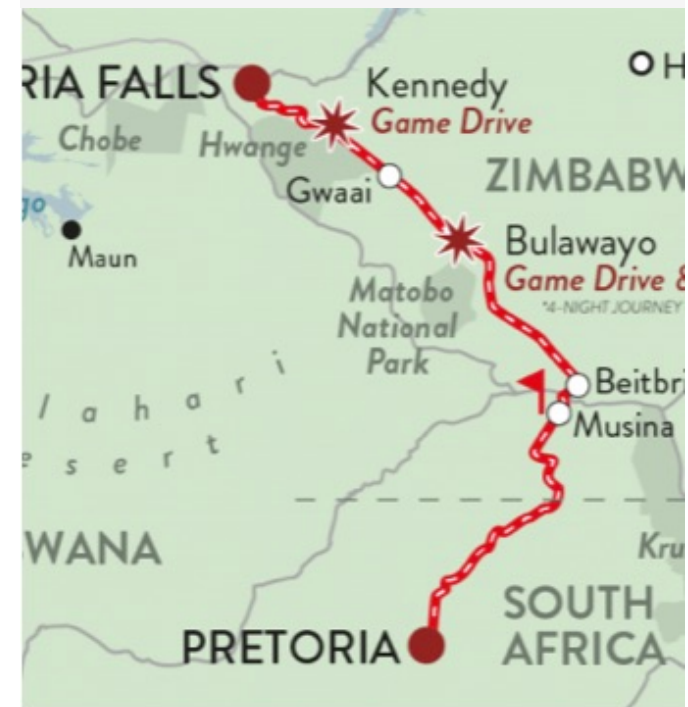 RIA FALLS
Kennedy
Game Drive
H
Chobe
Hwange
Gwaai
ZIMBABW
go
Maun
Bulawayo
Game Drive &
*4-NIGHT JOURNEY
Matobo
National
Park
Beitbri
Musina
l a h a r i
e s e r t
WANA
Kru
SOUTH
AFRICA
PRETORIA